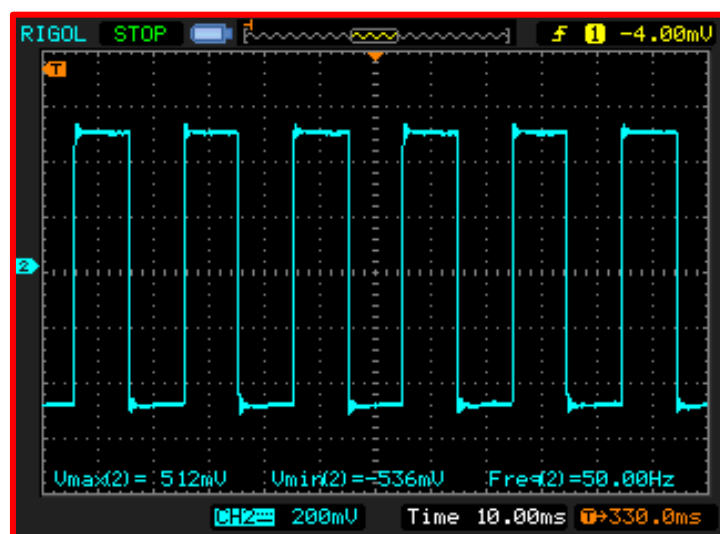 RIGOL STOP 1 -4.00mV
T
2
Vmax(2)= 512mV Vmin(2)=-536mV Freq(2)=50.00Hz
CH2 200mV Time 10.00ms T→330.0ms